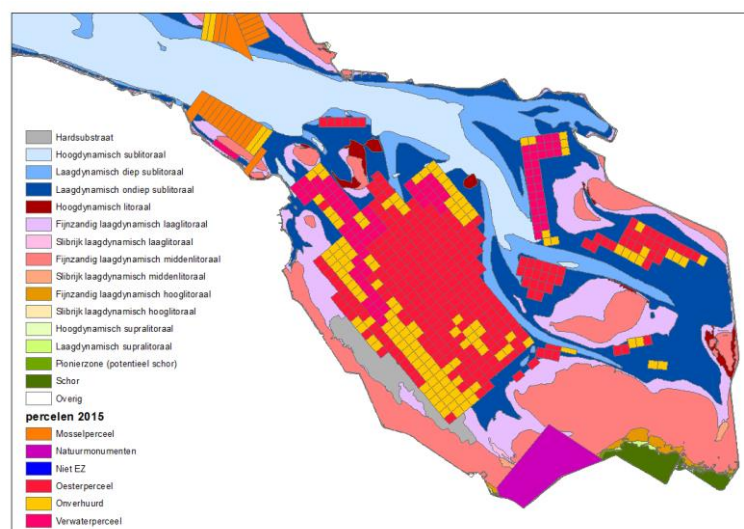 Hardsubstraat
Hoogdynamisch sublitoraal
Laagdynamisch diep sublitoraal
Laagdynamisch ondiep sublitoraal
Hoogdynamisch litoraal
Fijnzandig laagdynamisch laaglitoraal
Slibrijk laagdynamisch laaglitoraal
Fijnzandig laagdynamisch middenlitoraal
Slibrijk laagdynamisch middenlitoraal
Fijnzandig laagdynamisch hooglitoraal
Slibrijk laagdynamisch hooglitoraal
Hoogdynamisch supralitoraal
Laagdynamisch supralitoraal
Pionierzone (potentieel schor)
Schor
Overig
percelen 2015
Mosselperceel
Natuurmonumenten
Niet EZ
Oesterperceel
Onverhuurd
Verwaterperceel